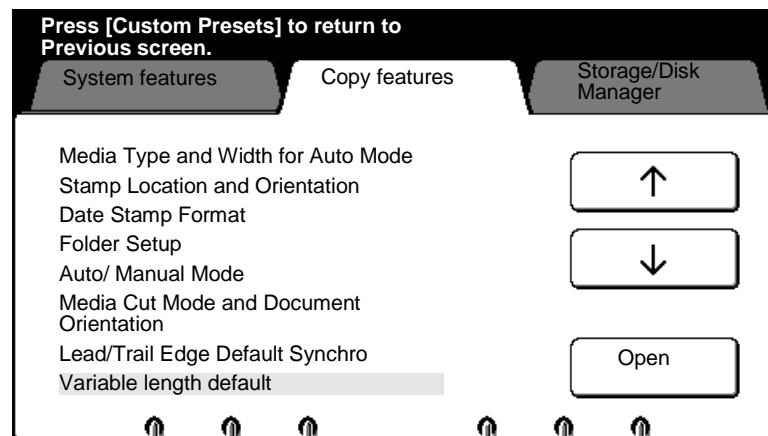 Press [Custom Presets] to return to
Previous screen.
System features
Copy features
Storage/Disk
Manager
Media Type and Width for Auto Mode
Stamp Location and Orientation
Date Stamp Format
Folder Setup
Auto/ Manual Mode
Media Cut Mode and Document
Orientation
Lead/Trail Edge Default Synchro
Variable length default
↑
↓
Open